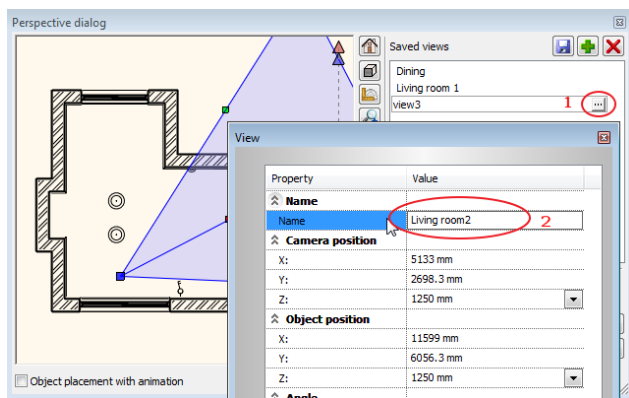 Perspective dialog
Saved views
Dining
Living room 1
view3 1 ...
View
Property Value
Name
Name Living room2 2
Camera position
X: 5133 mm
Y: 2698.3 mm
Z: 1250 mm
Object position
X: 11599 mm
Y: 6056.3 mm
Z: 1250 mm
Angle
Object placement with animation